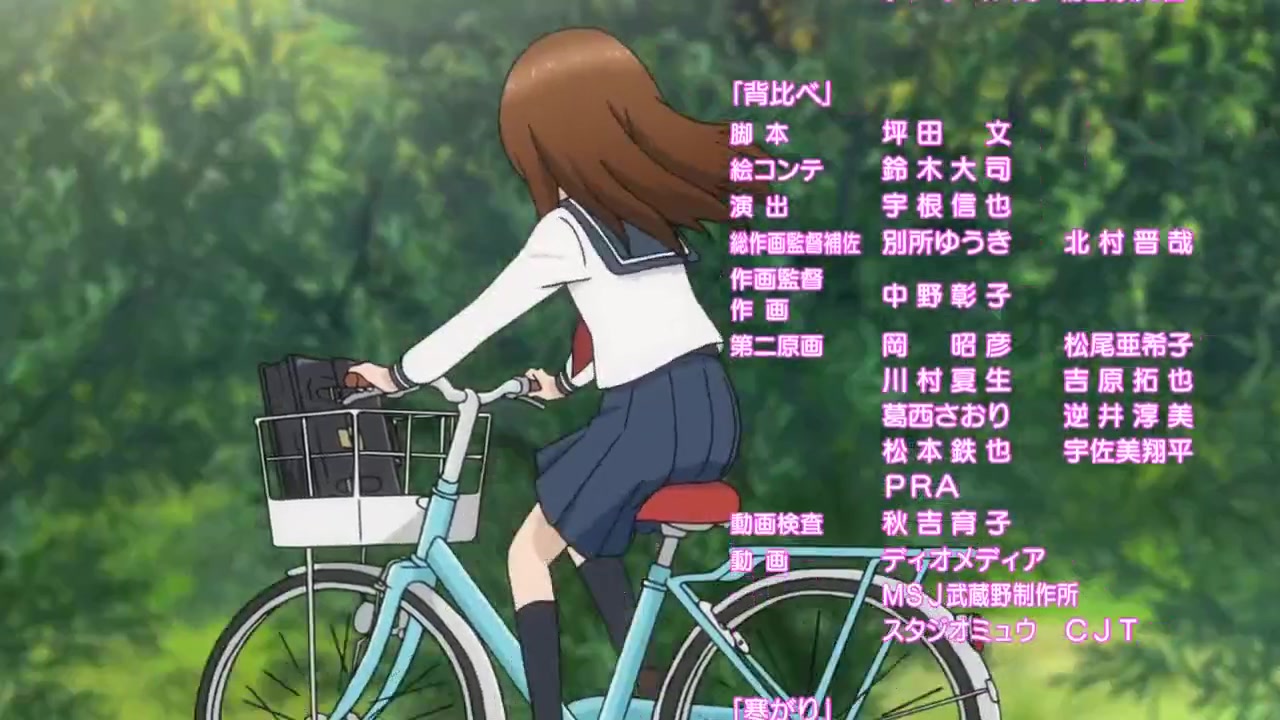 「背比べ」
脚本 坪田 文
絵コンテ 鈴木大司
演出 宇根信也
総作画監督補佐 別所ゆうき 北村晋哉
作画監督
作画 中野彰子
第二原画 岡 昭彦 松尾亜希子
川村夏生 吉原拓也
葛西さおり 逆井淳美
松本鉄也 宇佐美翔平
PRA
動画検査 秋吉育子
動画 ディオメディア
MSJ武蔵野制作所
スタジオミュウ CJT
「寒がり」